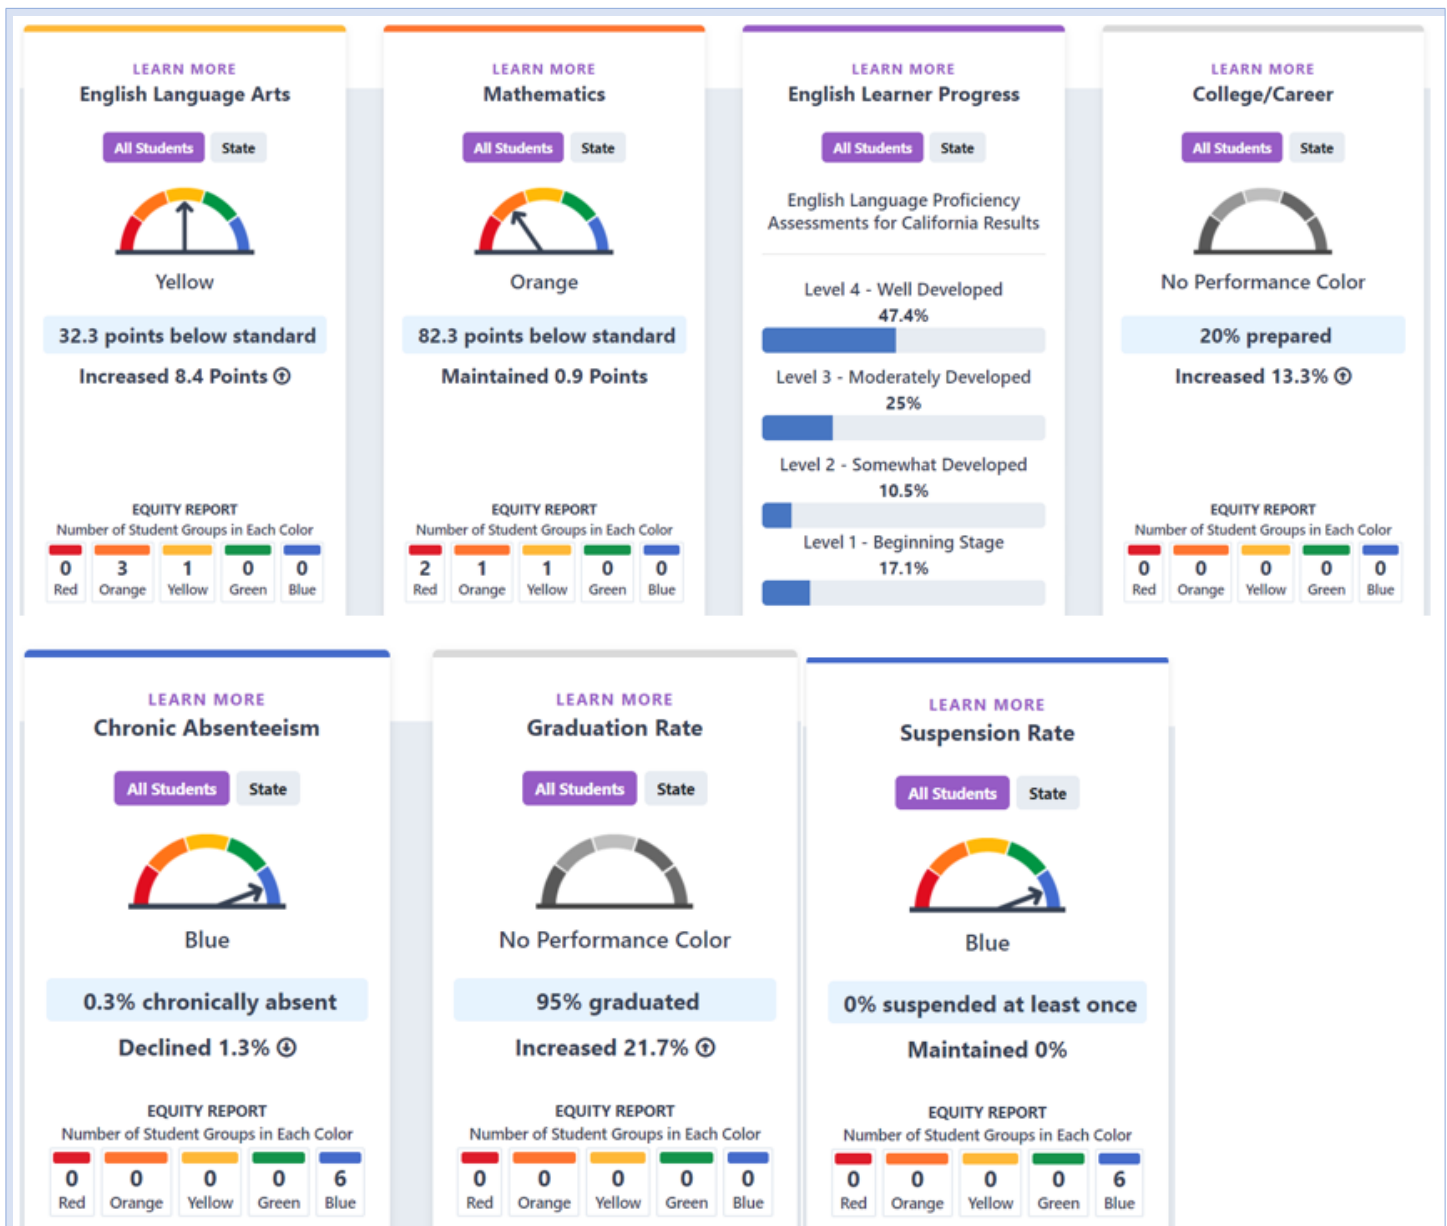 LEARN MORE
English Language Arts
All Students State
Yellow
32.3 points below standard
Increased 8.4 Points
EQUITY REPORT
Number of Student Groups in Each Color
0 3 1 0 0
Red Orange Yellow Green Blue
LEARN MORE
Mathematics
All Students State
Orange
82.3 points below standard
Maintained 0.9 Points
EQUITY REPORT
Number of Student Groups in Each Color
2 1 1 0 0
Red Orange Yellow Green Blue
LEARN MORE
English Learner Progress
All Students State
English Language Proficiency
Assessments for California Results
Level 4 - Well Developed
47.4%
Level 3 - Moderately Developed
25%
Level 2 - Somewhat Developed
10.5%
Level 1 - Beginning Stage
17.1%
LEARN MORE
College/Career
All Students State
No Performance Color
20% prepared
Increased 13.3%
EQUITY REPORT
Number of Student Groups in Each Color
0 0 0 0 0
Red Orange Yellow Green Blue
LEARN MORE
Chronic Absenteeism
All Students State
Blue
0.3% chronically absent
Declined 1.3%
EQUITY REPORT
Number of Student Groups in Each Color
0 0 0 0 6
Red Orange Yellow Green Blue
LEARN MORE
Graduation Rate
All Students State
No Performance Color
95% graduated
Increased 21.7%
EQUITY REPORT
Number of Student Groups in Each Color
0 0 0 0 0
Red Orange Yellow Green Blue
LEARN MORE
Suspension Rate
All Students State
Blue
0% suspended at least once
Maintained 0%
EQUITY REPORT
Number of Student Groups in Each Color
0 0 0 0 6
Red Orange Yellow Green Blue